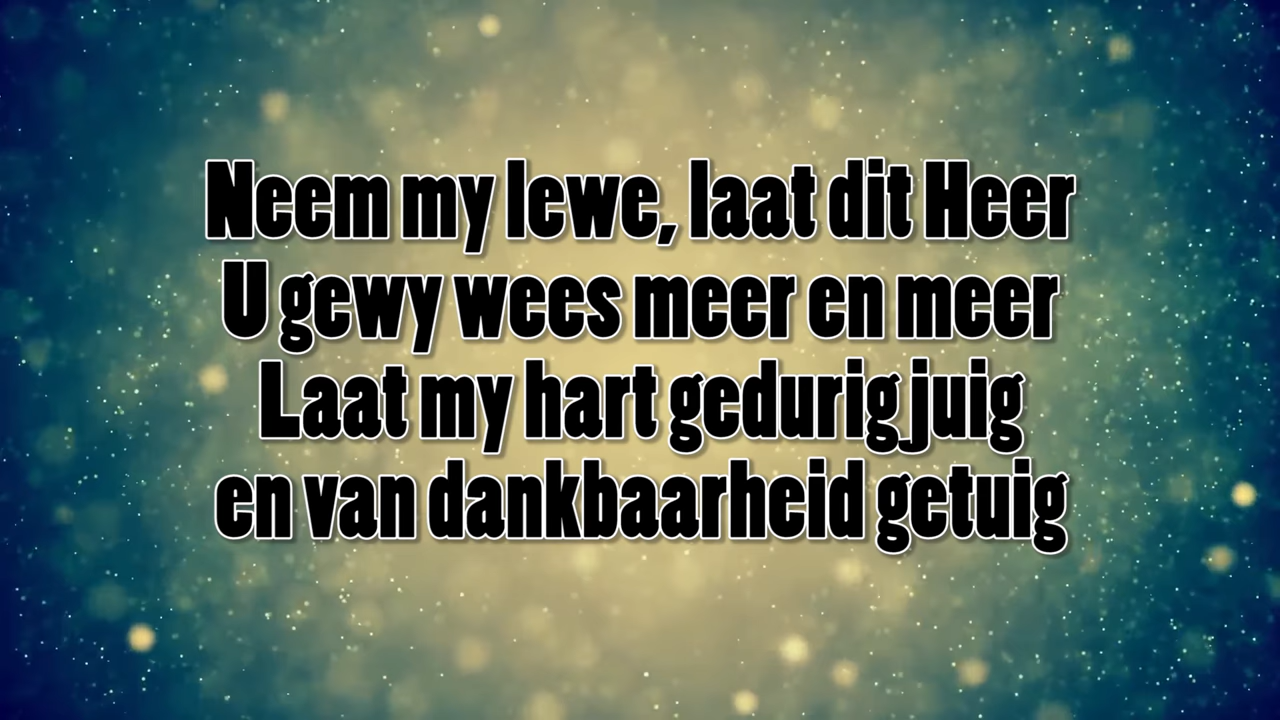 Neem my lewe, laat dit Heer
U gewy wees meer en meer
Laat my hart gedurig juig
en van dankbaarheid getuig